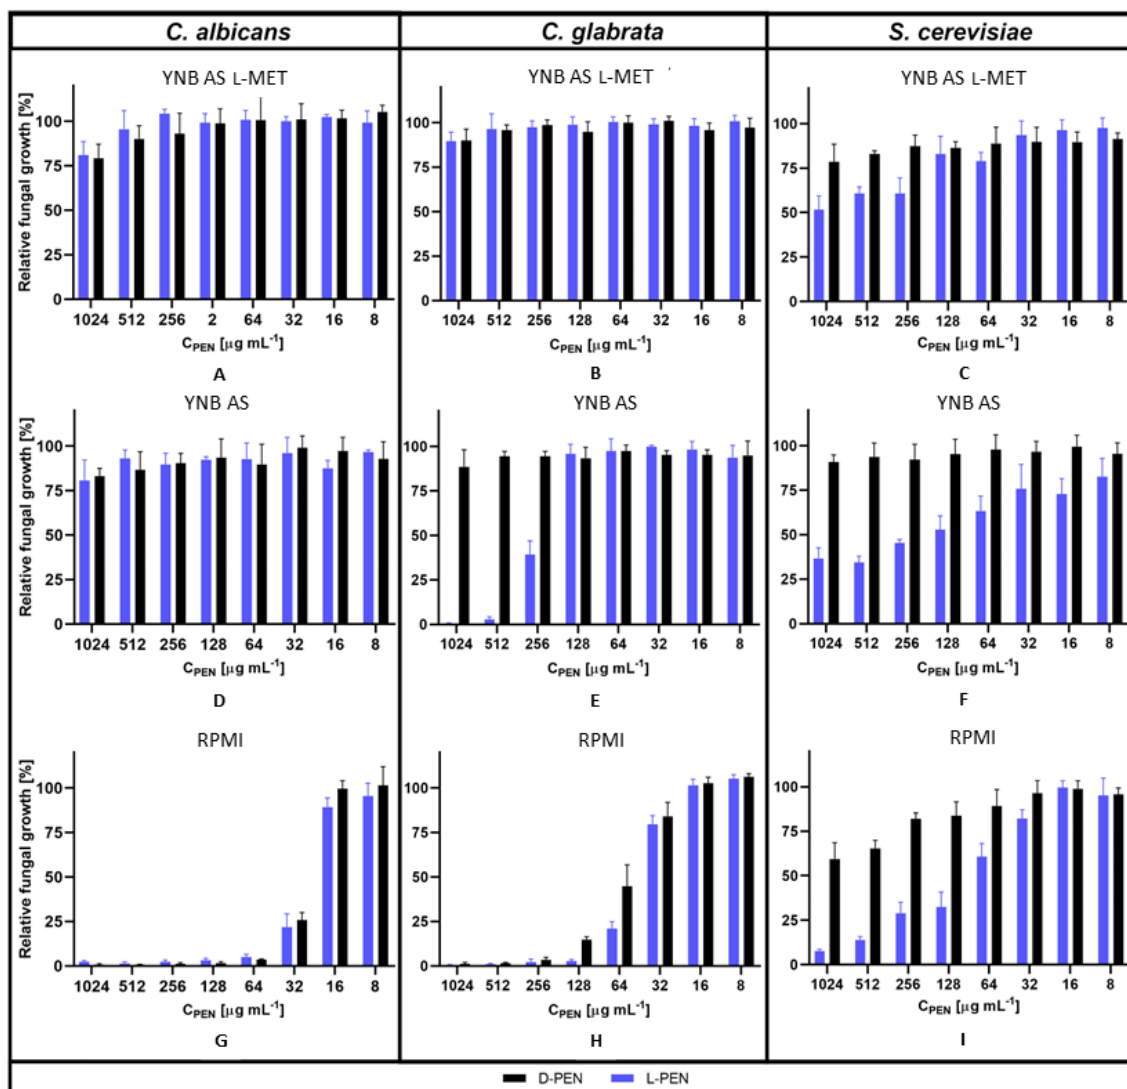 C. albicans
C. glabrata
S. cerevisiae
YNB AS L-MET
Relative fungal growth [%]
100
75
50
25
0
1024 512 256 2 64 32 16 8
CPEN [μg mL-1]
A
YNB AS L-MET
100
75
50
25
0
1024 512 256 128 64 32 16 8
CPEN [μg mL-1]
B
YNB AS L-MET
100
75
50
25
0
1024 512 256 128 64 32 16 8
CPEN [μg mL-1]
C
YNB AS
Relative fungal growth [%]
100
75
50
25
0
1024 512 256 128 64 32 16 8
CPEN [μg mL-1]
D
YNB AS
100
75
50
25
0
1024 512 256 128 64 32 16 8
CPEN [μg mL-1]
E
YNB AS
100
75
50
25
0
1024 512 256 128 64 32 16 8
CPEN [μg mL-1]
F
RPMI
Relative fungal growth [%]
100
75
50
25
0
1024 512 256 128 64 32 16 8
CPEN [μg mL-1]
G
RPMI
100
75
50
25
0
1024 512 256 128 64 32 16 8
CPEN [μg mL-1]
H
RPMI
100
75
50
25
0
1024 512 256 128 64 32 16 8
CPEN [μg mL-1]
I
D-PEN L-PEN